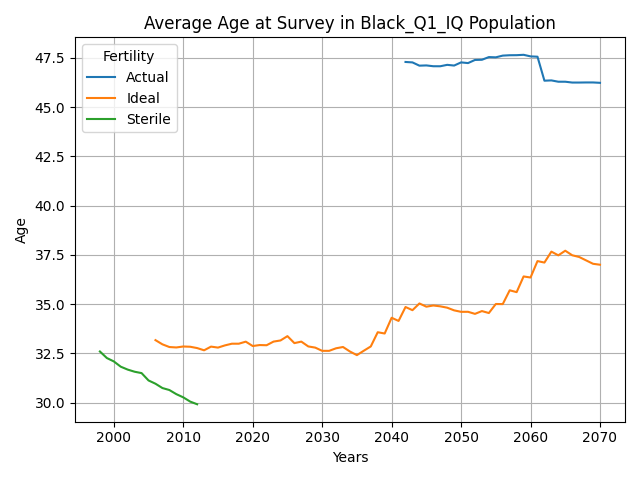 Average Age at Survey in Black_Q1_IQ Population
Fertility
Actual
Ideal
Sterile
47.5
45.0
42.5
40.0
37.5
35.0
32.5
30.0
Age
2000 2010 2020 2030 2040 2050 2060 2070
Years